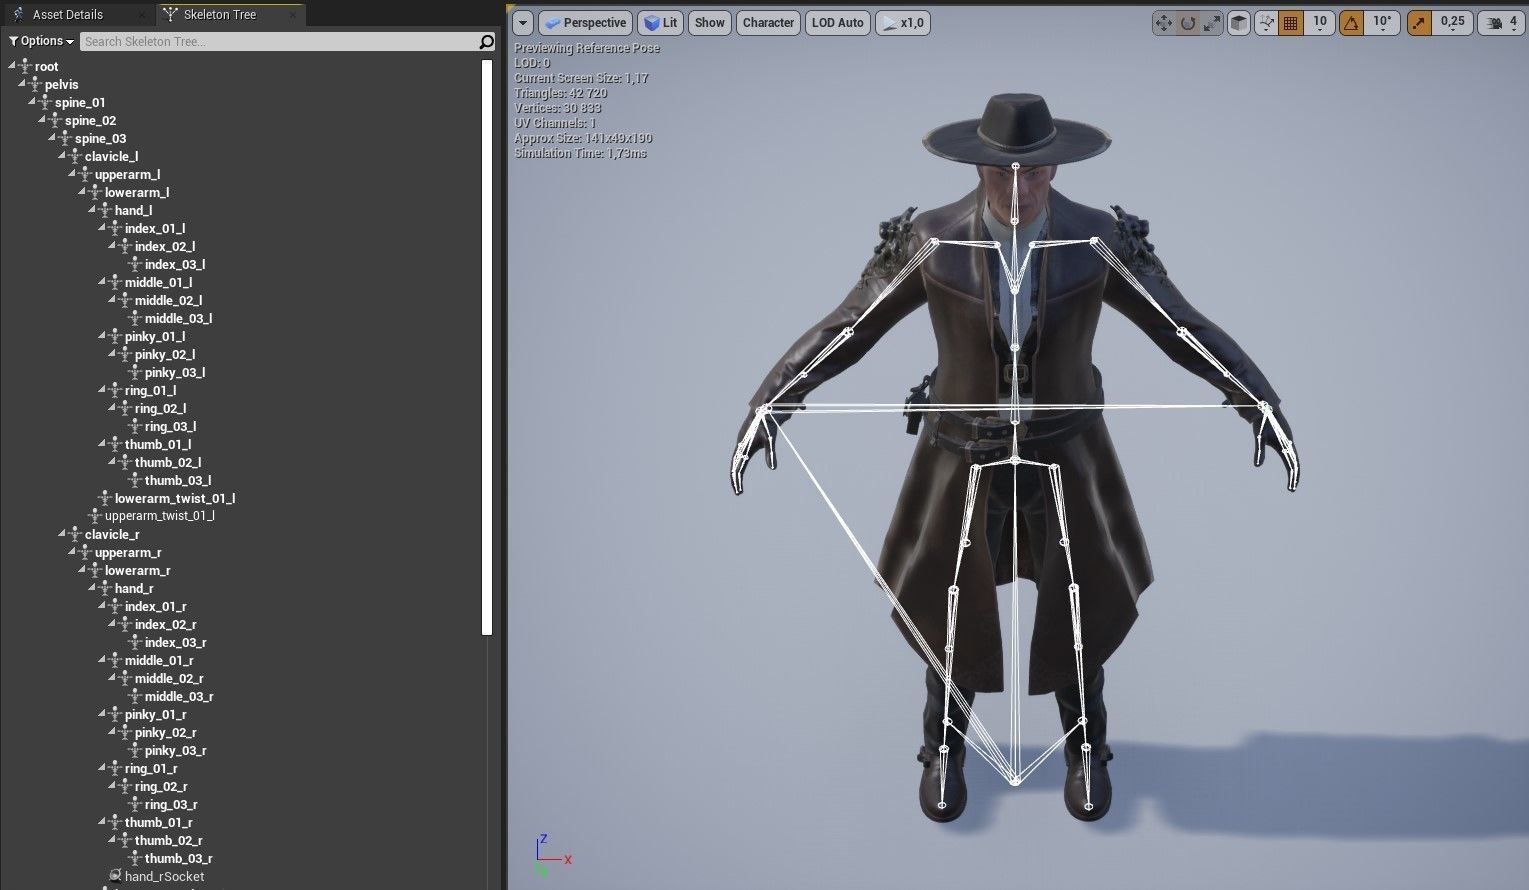 Asset Details
Skeleton Tree
Options
Search Skeleton Tree...
root
pelvis
spine_01
spine_02
spine_03
clavicle_l
upperarm_l
lowerarm_l
hand_l
index_01_l
index_02_l
index_03_l
middle_01_l
middle_02_l
middle_03_l
pinky_01_l
pinky_02_l
pinky_03_l
ring_01_l
ring_02_l
ring_03_l
thumb_01_l
thumb_02_l
thumb_03_l
lowerarm_twist_01_l
upperarm_twist_01_l
clavicle_r
upperarm_r
lowerarm_r
hand_r
index_01_r
index_02_r
index_03_r
middle_01_r
middle_02_r
middle_03_r
pinky_01_r
pinky_02_r
pinky_03_r
ring_01_r
ring_02_r
ring_03_r
thumb_01_r
thumb_02_r
thumb_03_r
hand_rSocket
Perspective Lit Show Character LOD Auto x1,0 10 10° 0,25 4
Previewing Reference Pose
LOD: 0
Current Screen Size: 1,17
Triangles: 42 720
Vertices: 30 833
UV Channels: 1
Approx Size: 141x49x190
Simulation Time: 1,73ms
Z
X